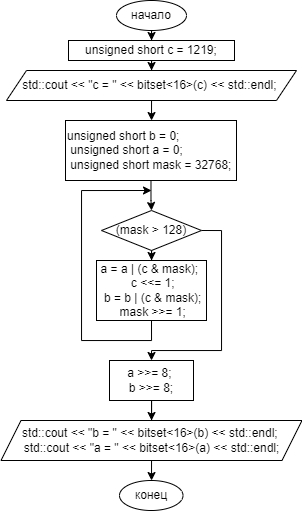 начало
unsigned short c = 1219;
std::cout << "c = " << bitset<16>(c) << std::endl;
unsigned short b = 0;
unsigned short a = 0;
unsigned short mask = 32768;
(mask > 128)
a = a | (c & mask);
c <<= 1;
b = b | (c & mask);
mask >>= 1;
a >>= 8;
b >>= 8;
std::cout << "b = " << bitset<16>(b) << std::endl;
std::cout << "a = " << bitset<16>(a) << std::endl;
конец